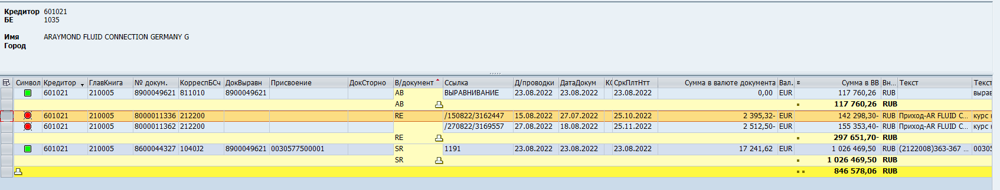 Кредитор 601021
БЕ 1035
Имя ARAYMOND FLUID CONNECTION GERMANY G
Город
Символ Кредитор ГлавКнига № докум. КорреспБСч ДокВыравн Присвоение ДокСторно В/документ Ссылка Д/проводки ДатаДокум КС СркПлтНтт Сумма в валюте документа Вал. Сумма в ВВ Вн... Текст Текст
601021 210005 8900049621 811010 8900049621 AB ВЫРАВНИВАНИЕ 23.08.2022 23.08.2022 23.08.2022 0,00 EUR 117 760,26 RUB вырав
AB 117 760,26 RUB
601021 210005 8000011336 212200 RE /150822/3162447 15.08.2022 27.07.2022 25.10.2022 2 395,32- EUR 142 298,30- RUB Приход-AR FLUID C... курс
601021 210005 8000011362 212200 /270822/3169557 27.08.2022 18.08.2022 25.11.2022 2 512,50- EUR 155 353,40- RUB Приход-AR FLUID C... курс
RE 297 651,70- RUB
601021 210005 8600044327 1040J2 8900049621 0030577500001 SR 1191 23.08.2022 23.08.2022 23.08.2022 17 241,62 EUR 1 026 469,50 RUB (2122008)363-367 ... 00305
SR 1 026 469,50 RUB
846 578,06 RUB